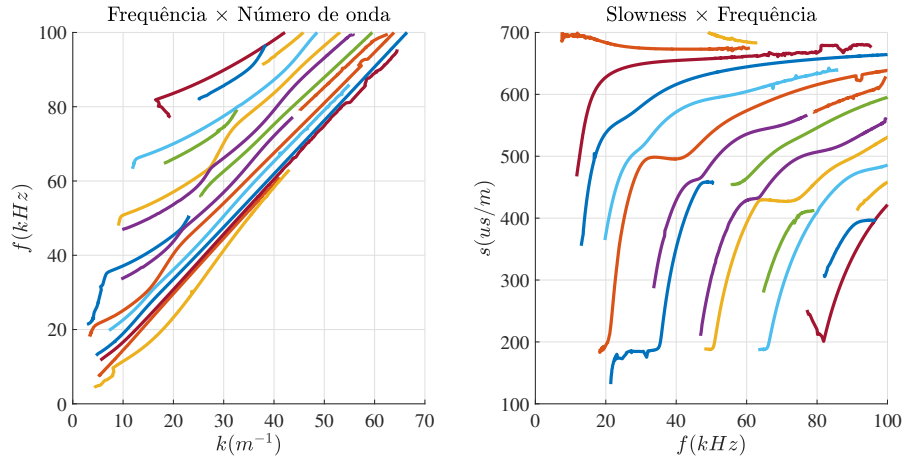 Frequência × Número de onda
100
80
60
40
20
0
f(kHz)
0 10 20 30 40 50 60 70
k(m⁻¹)
Slowness × Frequência
700
600
500
400
300
200
100
s(us/m)
0 20 40 60 80 100
f(kHz)